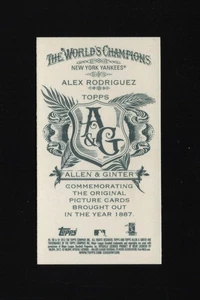 THE WORLD'S CHAMPIONS
NEW YORK YANKEES®
ALEX RODRIGUEZ
TOPPS
A&G
ALLEN & GINTER
COMMEMORATING
THE ORIGINAL
PICTURE CARDS
BROUGHT OUT
IN THE YEAR 1887.
Topps